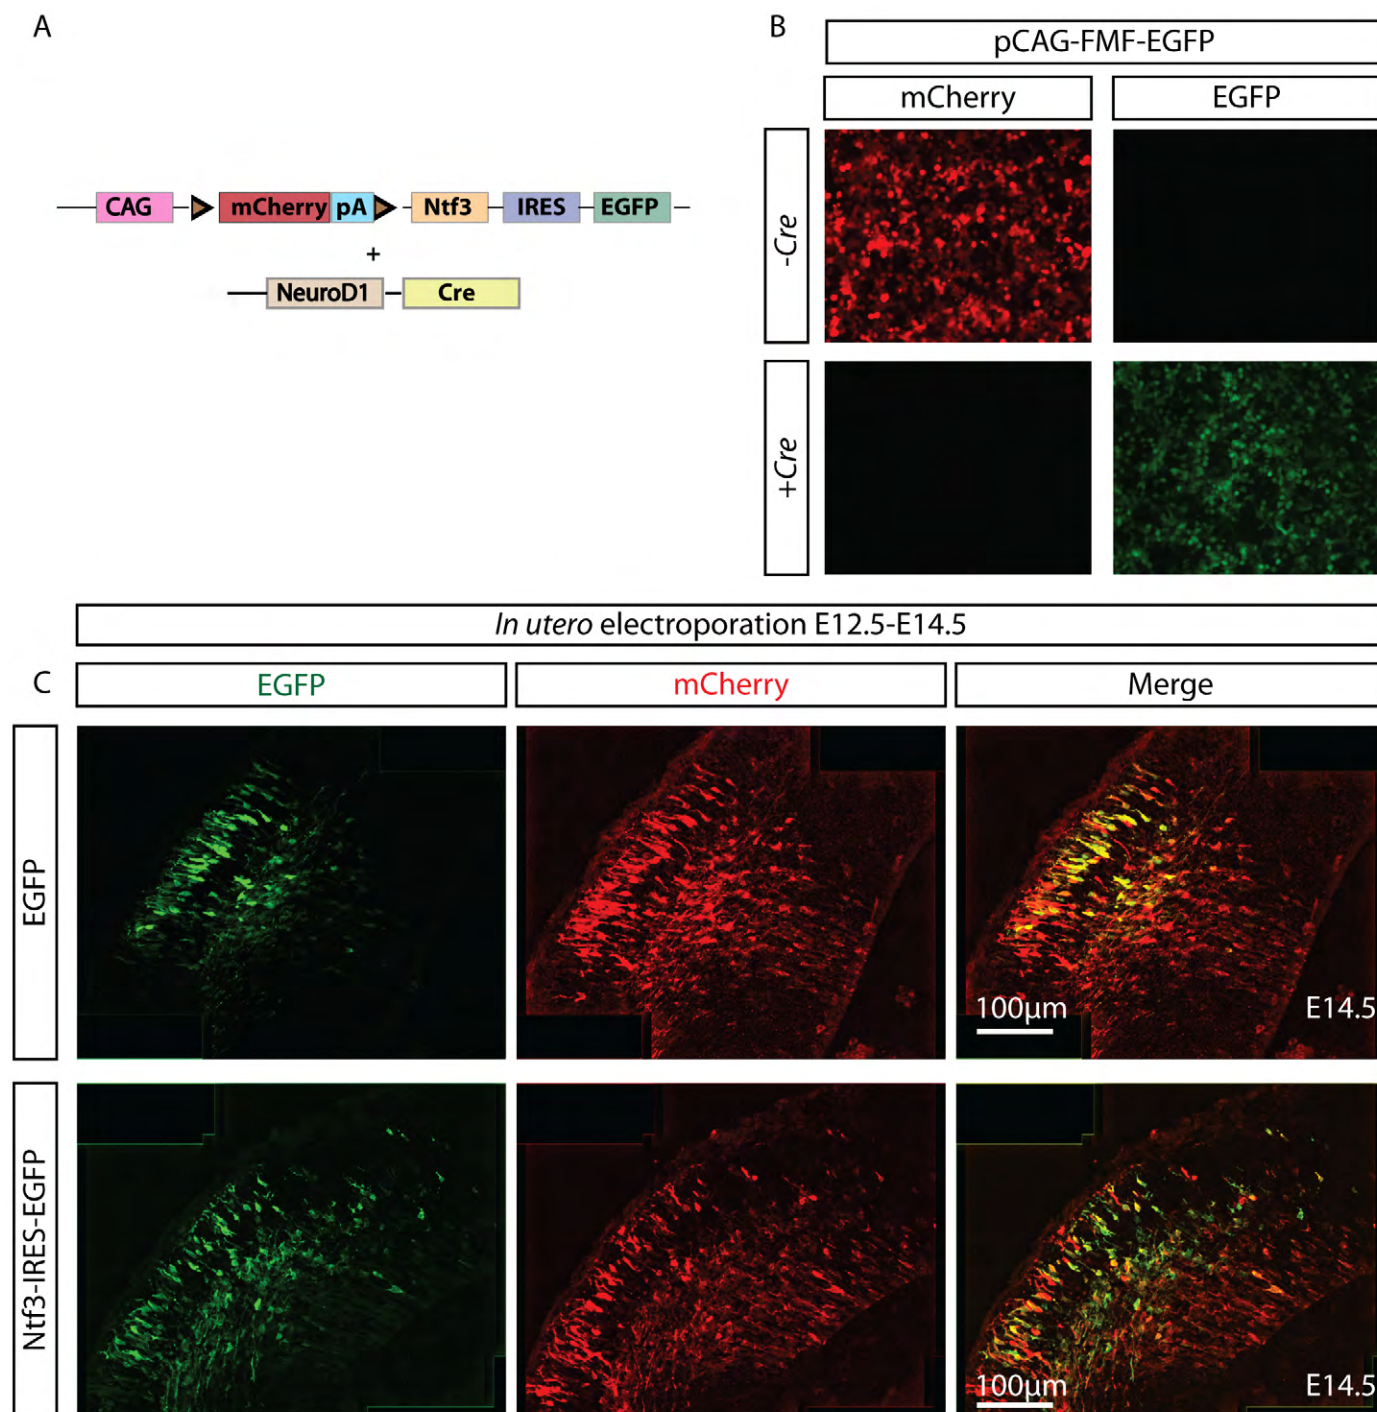 A
CAG mCherry pA Ntf3 IRES EGFP
+
NeuroD1 Cre
B
pCAG-FMF-EGFP
mCherry EGFP
-Cre
+Cre
In utero electroporation E12.5-E14.5
C
EGFP mCherry Merge
EGFP
100µm E14.5
Ntf3-IRES-EGFP
100µm E14.5